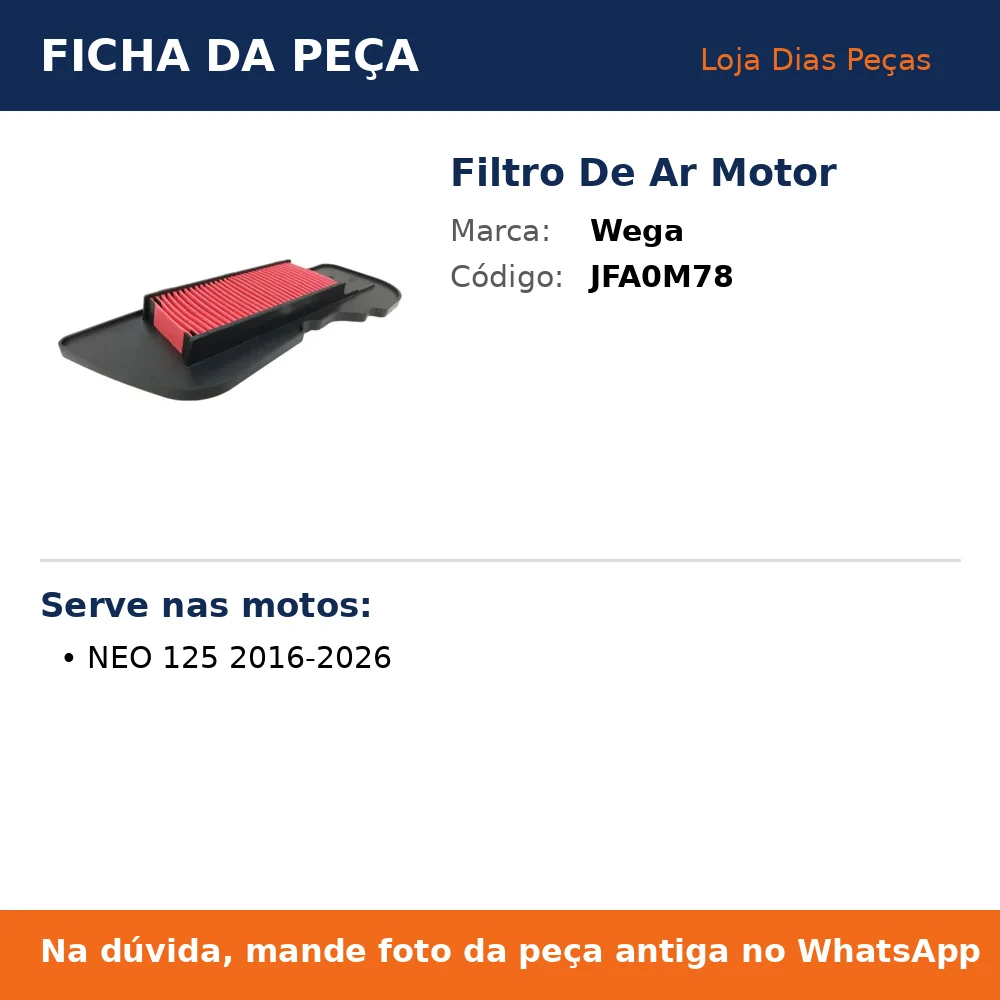 FICHA DA PEÇA
Loja Dias Peças
Filtro De Ar Motor
Marca: Wega
Código: JFA0M78
Serve nas motos:
• NEO 125 2016-2026
Na dúvida, mande foto da peça antiga no WhatsApp